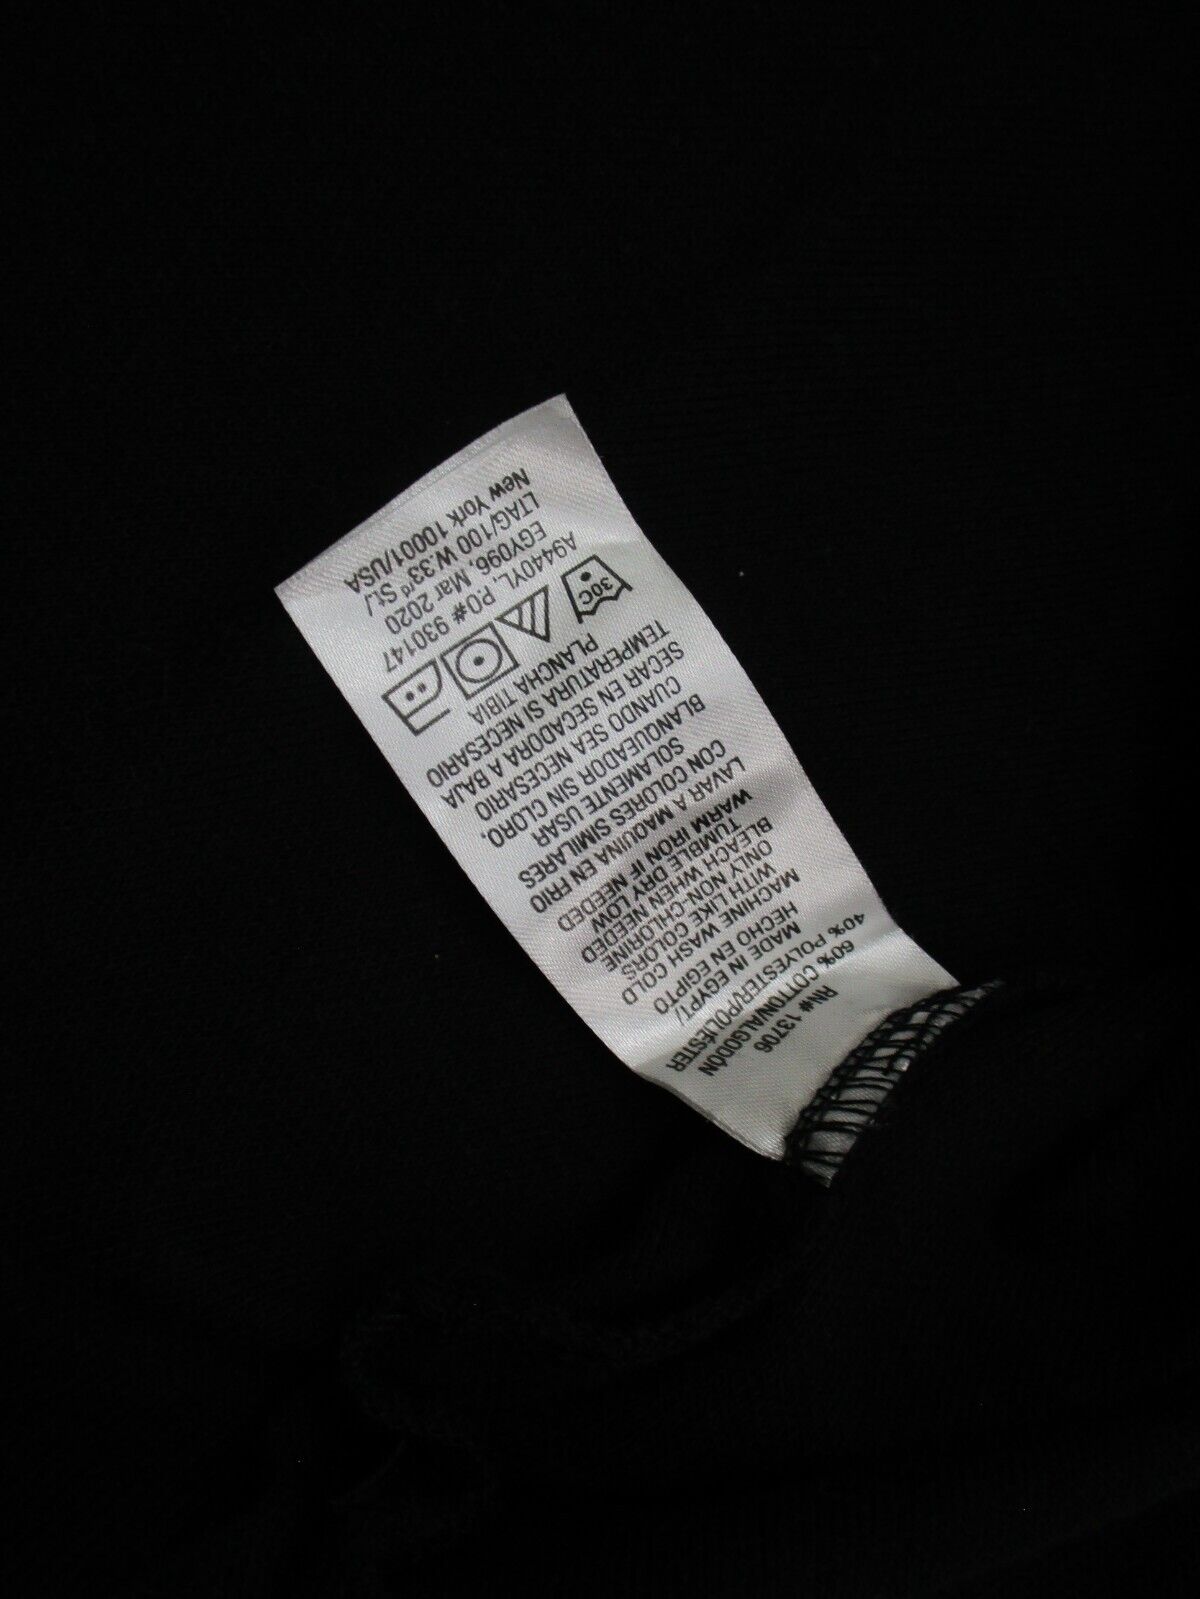 RN# 13706
60% COTTON/ALGODÓN
40% POLYESTER/POLIÉSTER
MADE IN EGYPT/
HECHO EN EGIPTO
MACHINE WASH COLD
WITH LIKE COLORS
ONLY NON-CHLORINE
BLEACH WHEN NEEDED
TUMBLE DRY LOW
WARM IRON IF NEEDED
LAVAR A MAQUINA EN FRIO
CON COLORES SIMILARES
SOLAMENTE USAR
BLANQUEADOR SIN CLORO,
CUANDO SEA NECESARIO
SECAR EN SECADORA A BAJA
TEMPERATURA SI NECESARIO
PLANCHA TIBIA
30C
A9440YL, P.O# 930147
EGY096, Mar 2020
LTAG/100 W.33rd St./
New York 10001/USA